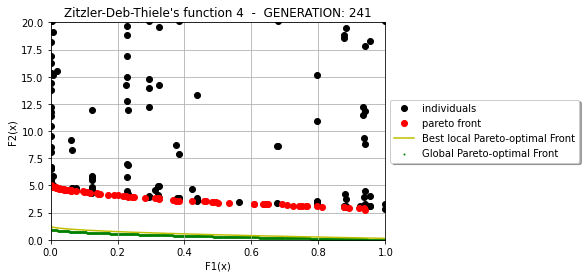 Zitzler-Deb-Thiele's function 4 - GENERATION: 241
20.0
17.5
15.0
12.5
10.0
7.5
5.0
2.5
0.0
F2(x)
0.0 0.2 0.4 0.6 0.8 1.0
F1(x)
individuals
pareto front
Best local Pareto-optimal Front
Global Pareto-optimal Front